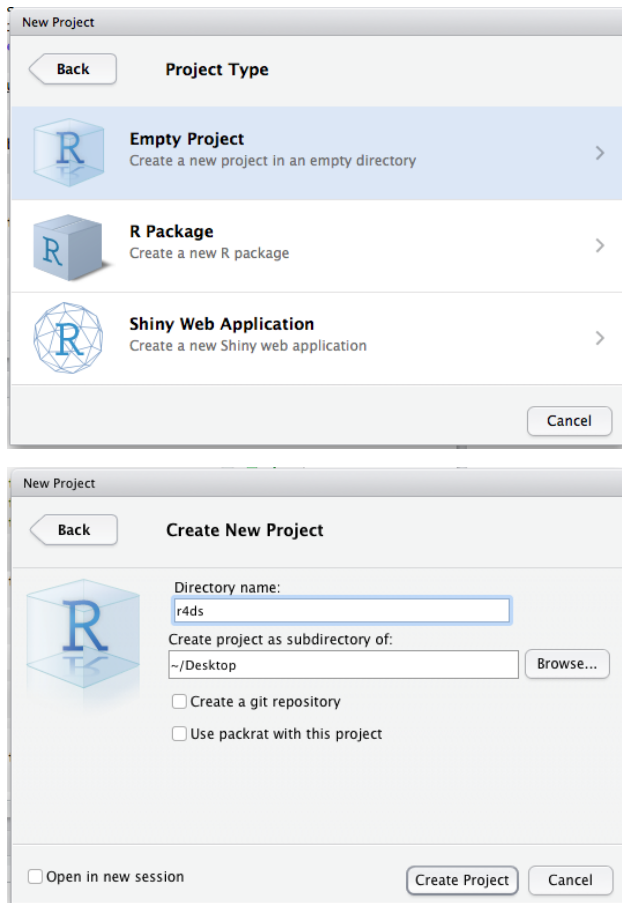 New Project
Back
Project Type
R
Empty Project
Create a new project in an empty directory
R
R Package
Create a new R package
R
Shiny Web Application
Create a new Shiny web application
Cancel
New Project
Back
Create New Project
R
Directory name:
r4ds
Create project as subdirectory of:
~/Desktop
Browse...
Create a git repository
Use packrat with this project
Open in new session
Create Project
Cancel